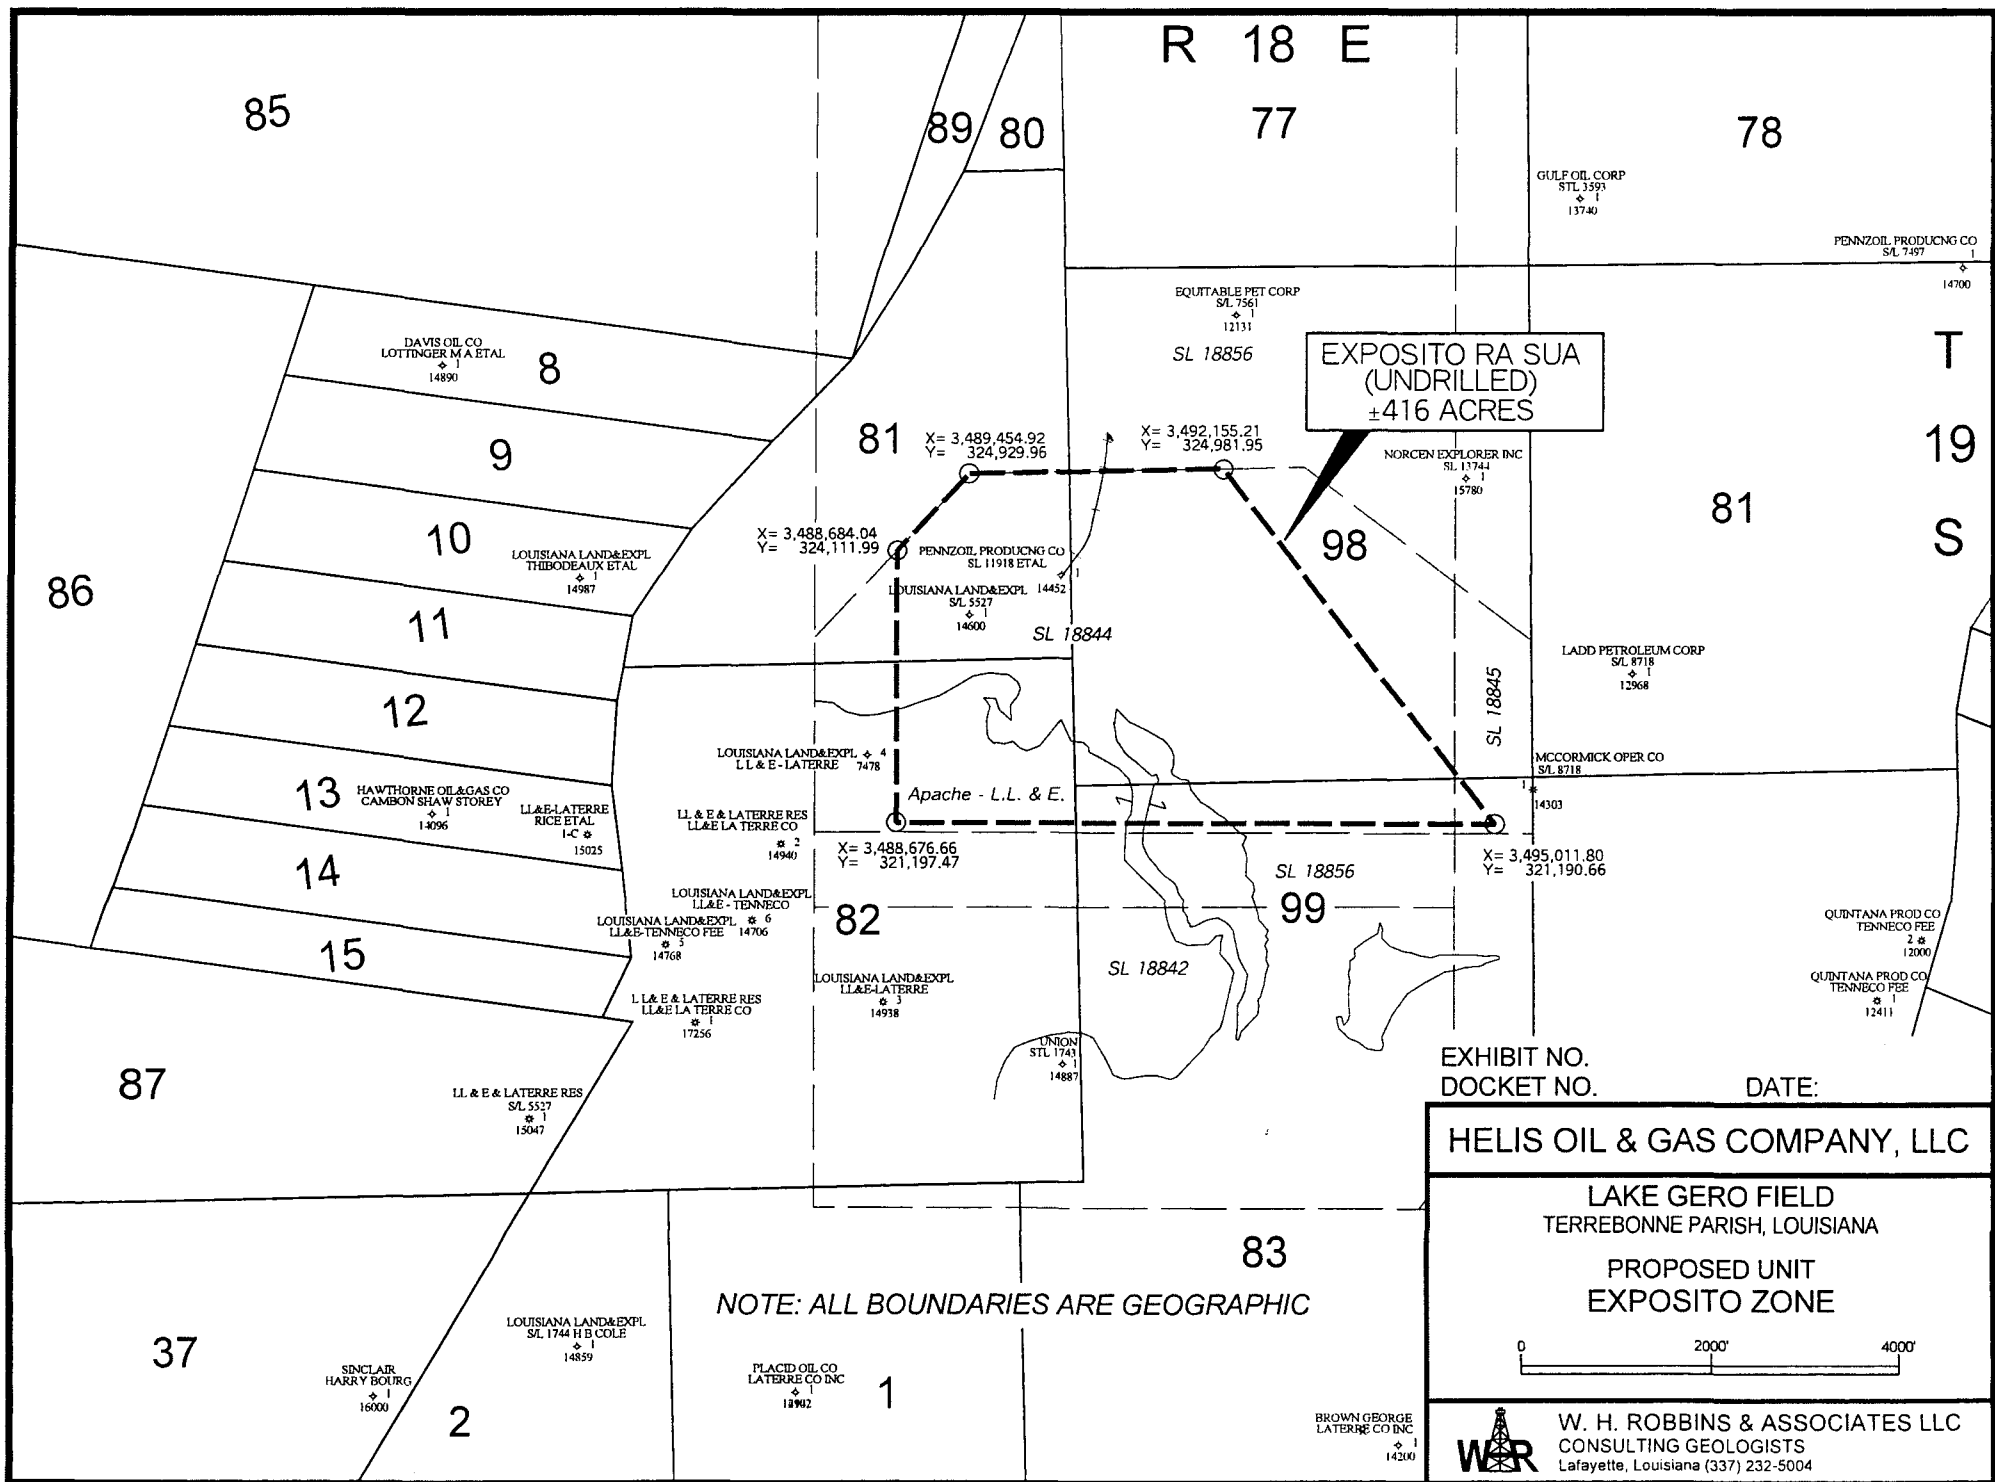 R 18 E
85
89
80
77
78
GULF OIL CORP
STL 3593
1
13740
PENNZOIL PRODUCNG CO
S/L 7497
1
14700
EQUITABLE PET CORP
S/L 7561
1
12131
SL 18856
EXPOSITO RA SUA
(UNDRILLED)
±416 ACRES
T
19
S
DAVIS OIL CO
LOTTINGER M A ETAL
1
14890
8
9
81
X= 3,489,454.92
Y= 324,929.96
X= 3,492,155.21
Y= 324,981.95
NORCEN EXPLORER INC
SL 13744
1
15780
81
10
LOUISIANA LAND&EXPL
THIBODEAUX ETAL
1
14987
X= 3,488,684.04
Y= 324,111.99
PENNZOIL PRODUCNG CO
SL 11918 ETAL
1
14452
98
86
LOUISIANA LAND&EXPL
S/L 5527
1
14600
11
SL 18844
LADD PETROLEUM CORP
S/L 8718
1
12968
12
SL 18845
LOUISIANA LAND&EXPL 4
L L & E - LATERRE 7478
MCCORMICK OPER CO
S/L 8718
1
14303
13
HAWTHORNE OIL&GAS CO
CAMBON SHAW STOREY
1
14096
LL&E-LATERRE
RICE ETAL
1-C
15025
LL & E & LATERRE RES
LL&E LA TERRE CO
2
14940
Apache - L.L. & E.
X= 3,488,676.66
Y= 321,197.47
X= 3,495,011.80
Y= 321,190.66
14
SL 18856
LOUISIANA LAND&EXPL
LL&E - TENNECO
6
14706
LOUISIANA LAND&EXPL
LL&E-TENNECO FEE
5
14768
82
99
QUINTANA PROD CO
TENNECO FEE
2
12000
15
SL 18842
LOUISIANA LAND&EXPL
LL&E-LATERRE
3
14938
QUINTANA PROD CO
TENNECO FEE
1
12411
L L& E & LATERRE RES
LL&E LA TERRE CO
1
17256
UNION
STL 1743
1
14887
87
LL & E & LATERRE RES
S/L 5527
1
15047
EXHIBIT NO.
DOCKET NO. DATE:
HELIS OIL & GAS COMPANY, LLC
LAKE GERO FIELD
TERREBONNE PARISH, LOUISIANA
PROPOSED UNIT
EXPOSITO ZONE
0 2000' 4000'
83
NOTE: ALL BOUNDARIES ARE GEOGRAPHIC
37
LOUISIANA LAND&EXPL
S/L 1744 H B COLE
1
14859
SINCLAIR
HARRY BOURG
1
16000
2
PLACID OIL CO
LATERRE CO INC
1
1
BROWN GEORGE
LATERRE CO INC
1
14200
WAR
W. H. ROBBINS & ASSOCIATES LLC
CONSULTING GEOLOGISTS
Lafayette, Louisiana (337) 232-5004